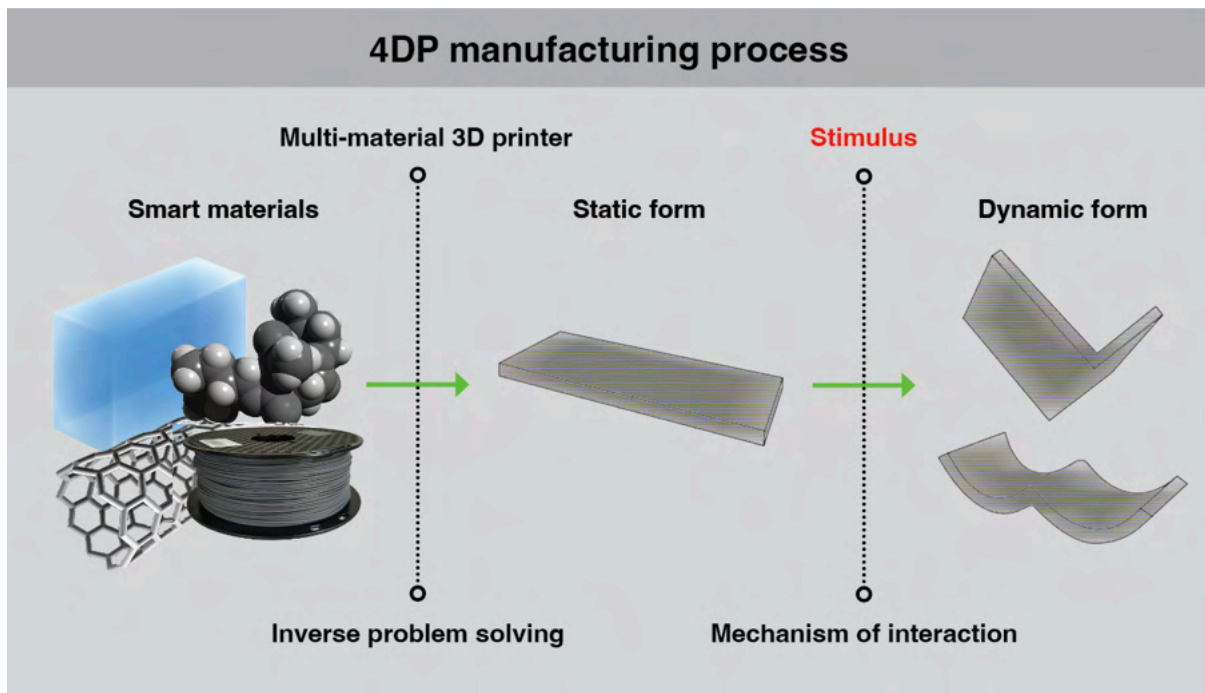 4DP manufacturing process
Multi-material 3D printer
Stimulus
Smart materials
Static form
Dynamic form
Inverse problem solving
Mechanism of interaction